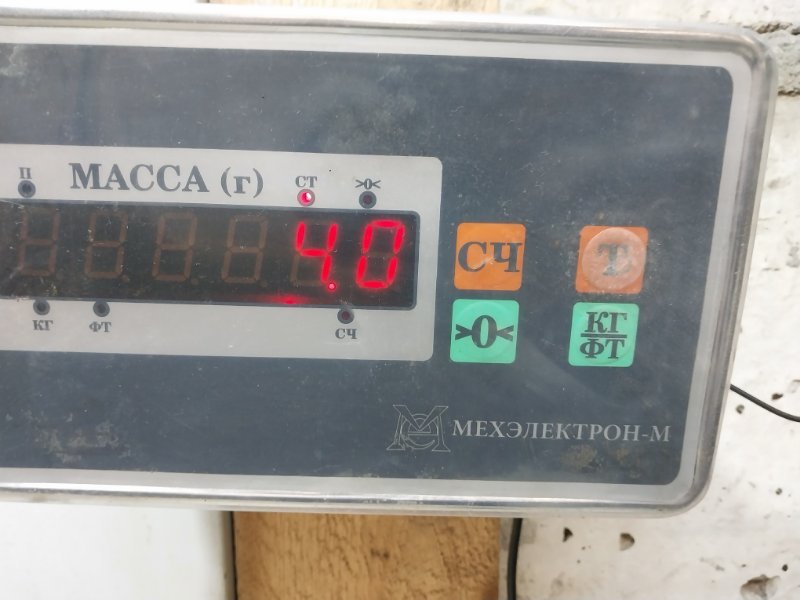 П МАССА (г) СТ >0<
4.0
КГ ФТ СЧ
СЧ Т
>0< КГ
ФТ
МЕХЭЛЕКТРОН-М